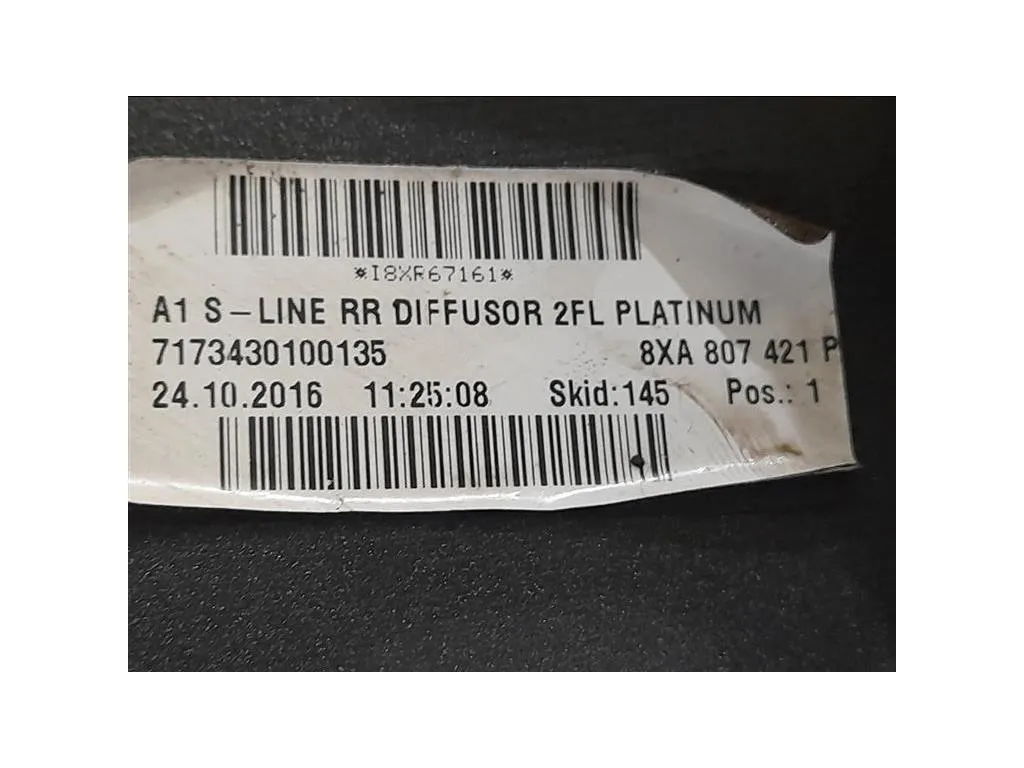 *I8XR67161*
A1 S-LINE RR DIFFUSOR 2FL PLATINUM
7173430100135 8XA 807 421 P
24.10.2016 11:25:08 Skid:145 Pos.: 1